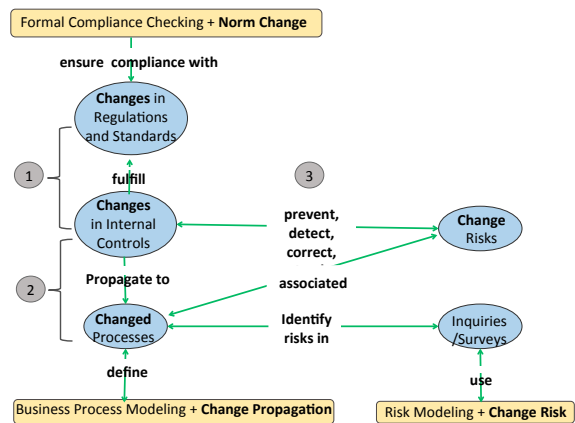 Formal Compliance Checking + Norm Change
ensure compliance with
Changes in
Regulations
and Standards
1
3
fulfill
Changes
in Internal
Controls
prevent,
detect,
correct,
Change
Risks
2
Propagate to
associated
Changed
Processes
Identify
risks in
Inquiries
/Surveys
define
use
Business Process Modeling + Change Propagation
Risk Modeling + Change Risk